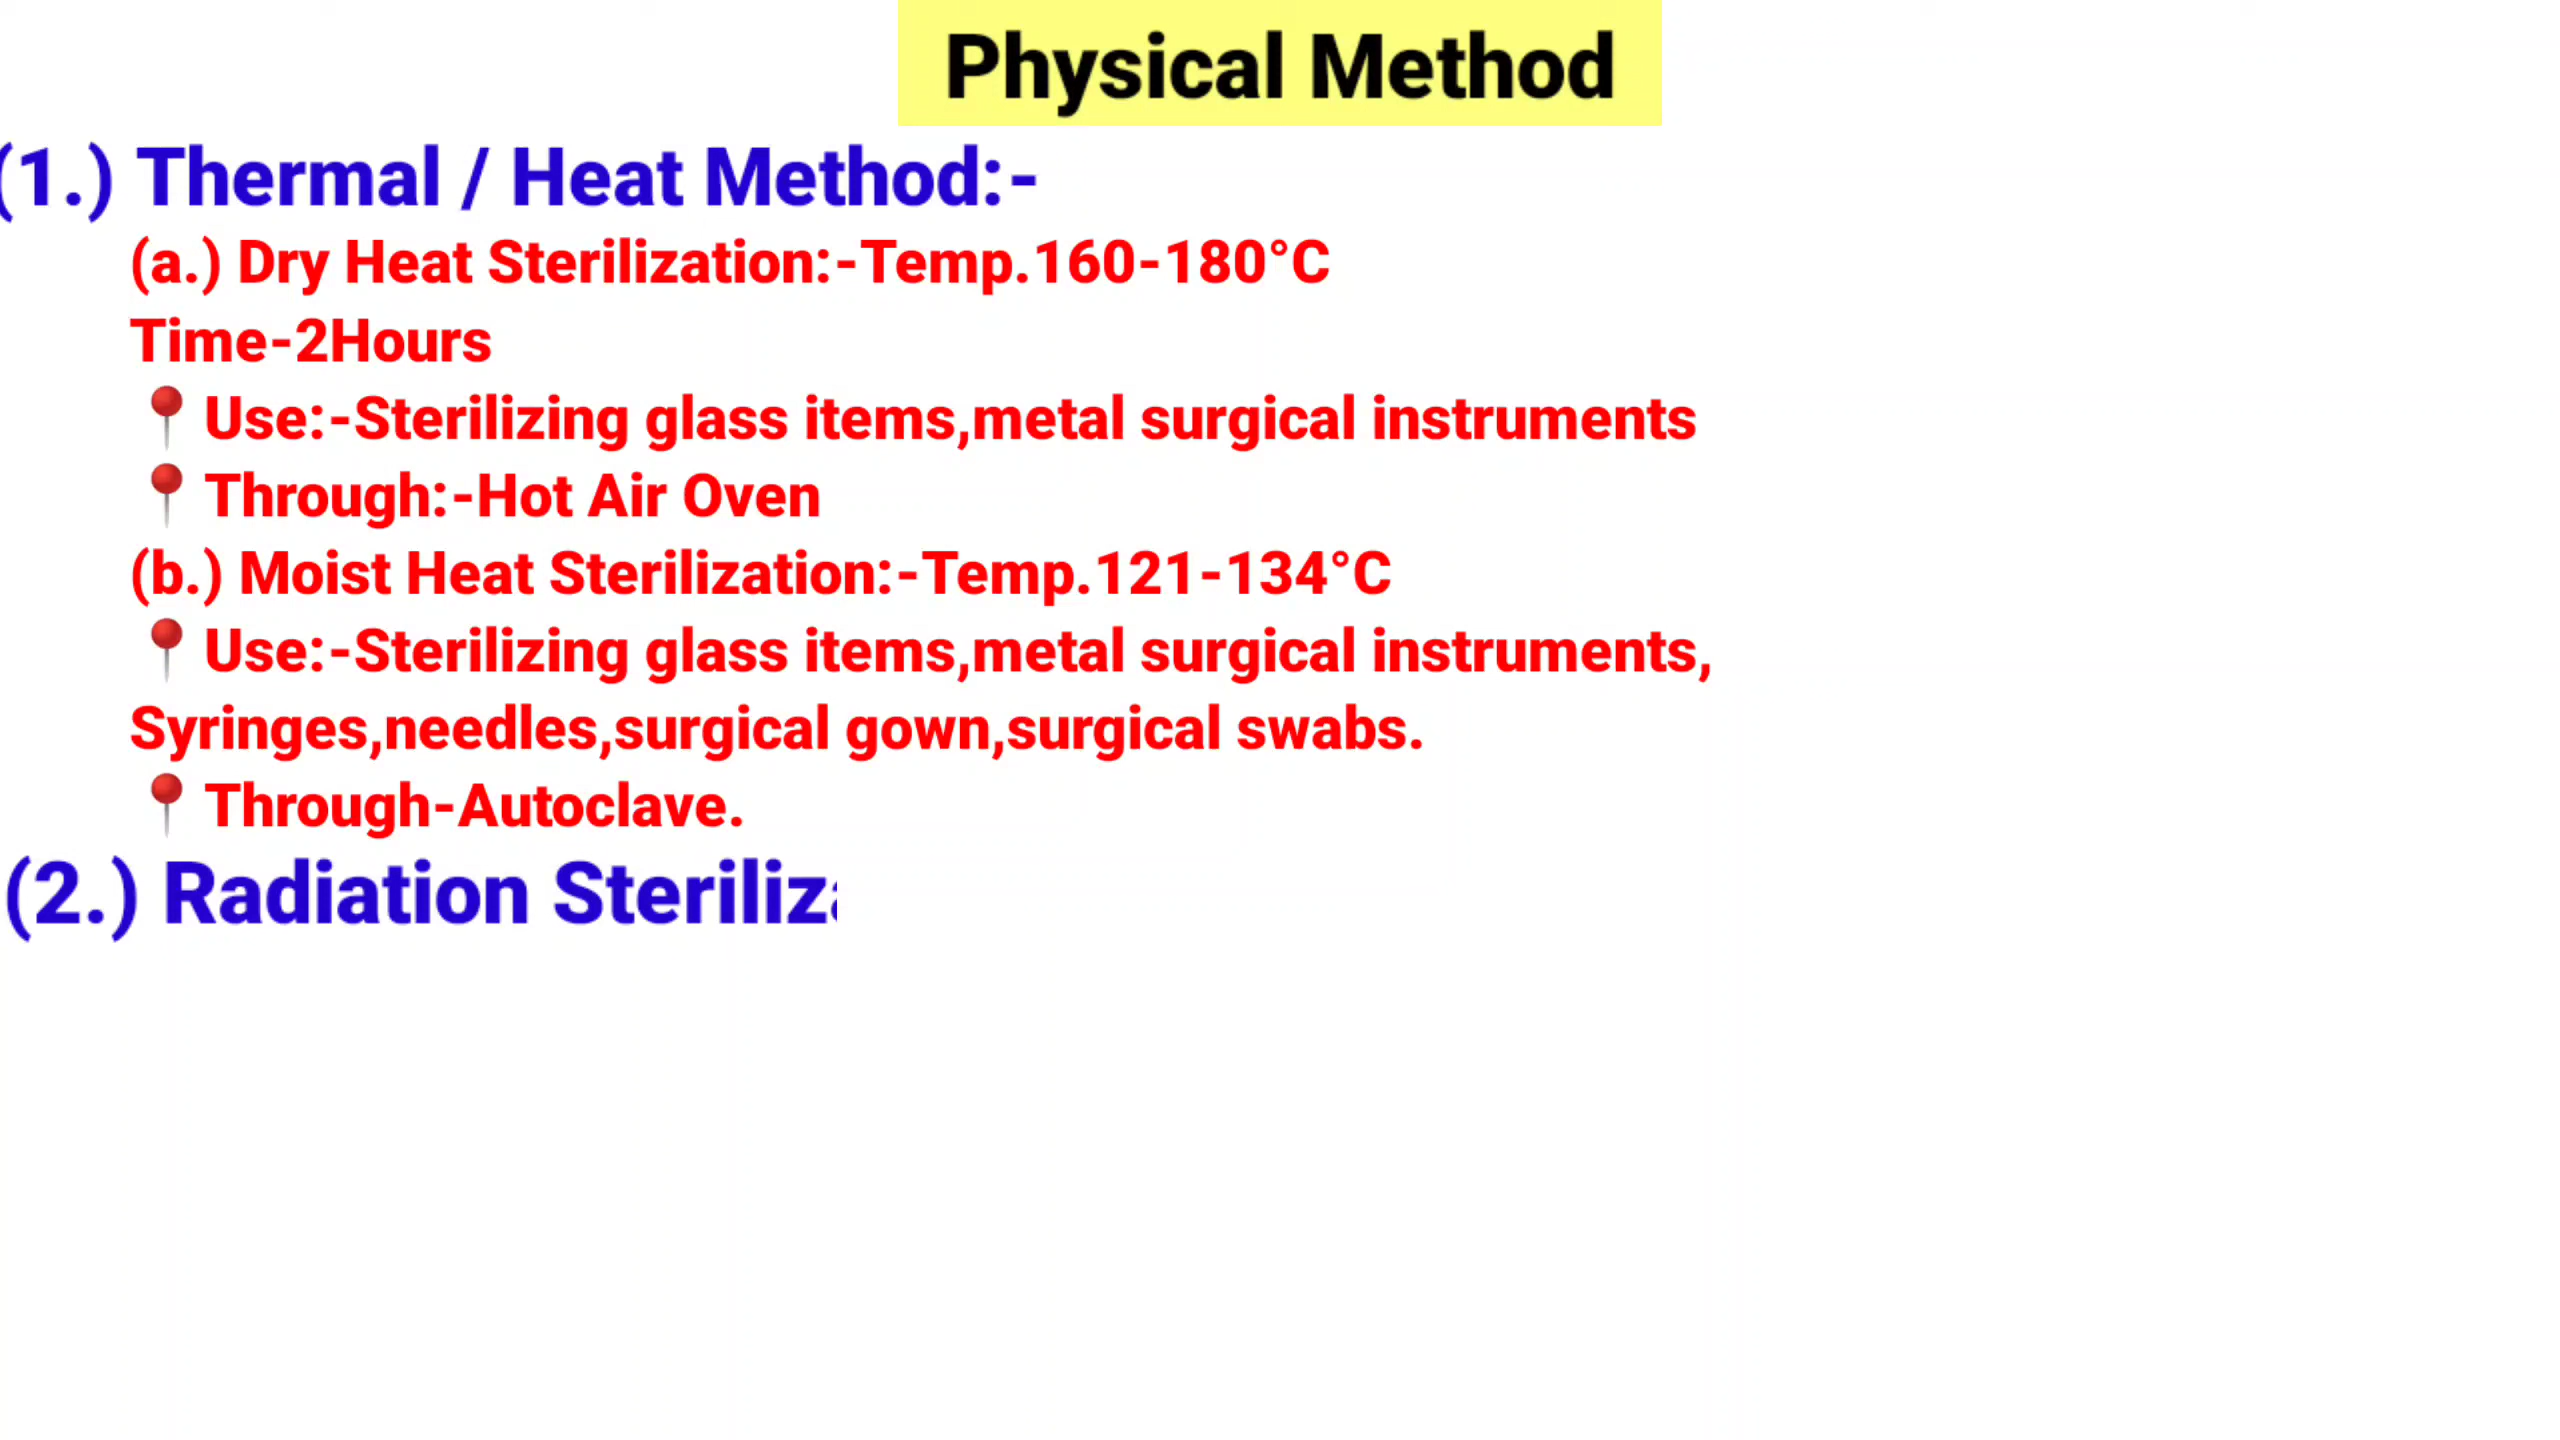 Physical Method
(1.) Thermal / Heat Method:-
(a.) Dry Heat Sterilization:-Temp.160-180°C
Time-2Hours
📍Use:-Sterilizing glass items,metal surgical instruments
📍Through:-Hot Air Oven
(b.) Moist Heat Sterilization:-Temp.121-134°C
📍Use:-Sterilizing glass items,metal surgical instruments,
Syringes,needles,surgical gown,surgical swabs.
📍Through-Autoclave.
(2.) Radiation